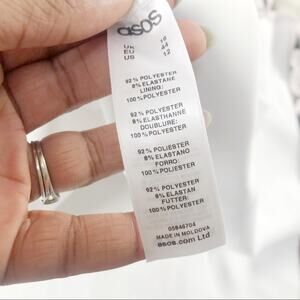 asos
UK 16
EU 44
US 12
92% POLYESTER
8% ELASTANE
LINING:
100% POLYESTER
92% POLYESTER
8% ELASTHANNE
DOUBLURE:
100% POLYESTER
92% POLIESTER
8% ELASTANO
FORRO:
100% POLIÉSTER
92% POLYESTER
8% ELASTAN
FUTTER:
100% POLYESTER
05846704
MADE IN MOLDOVA
asos.com Ltd